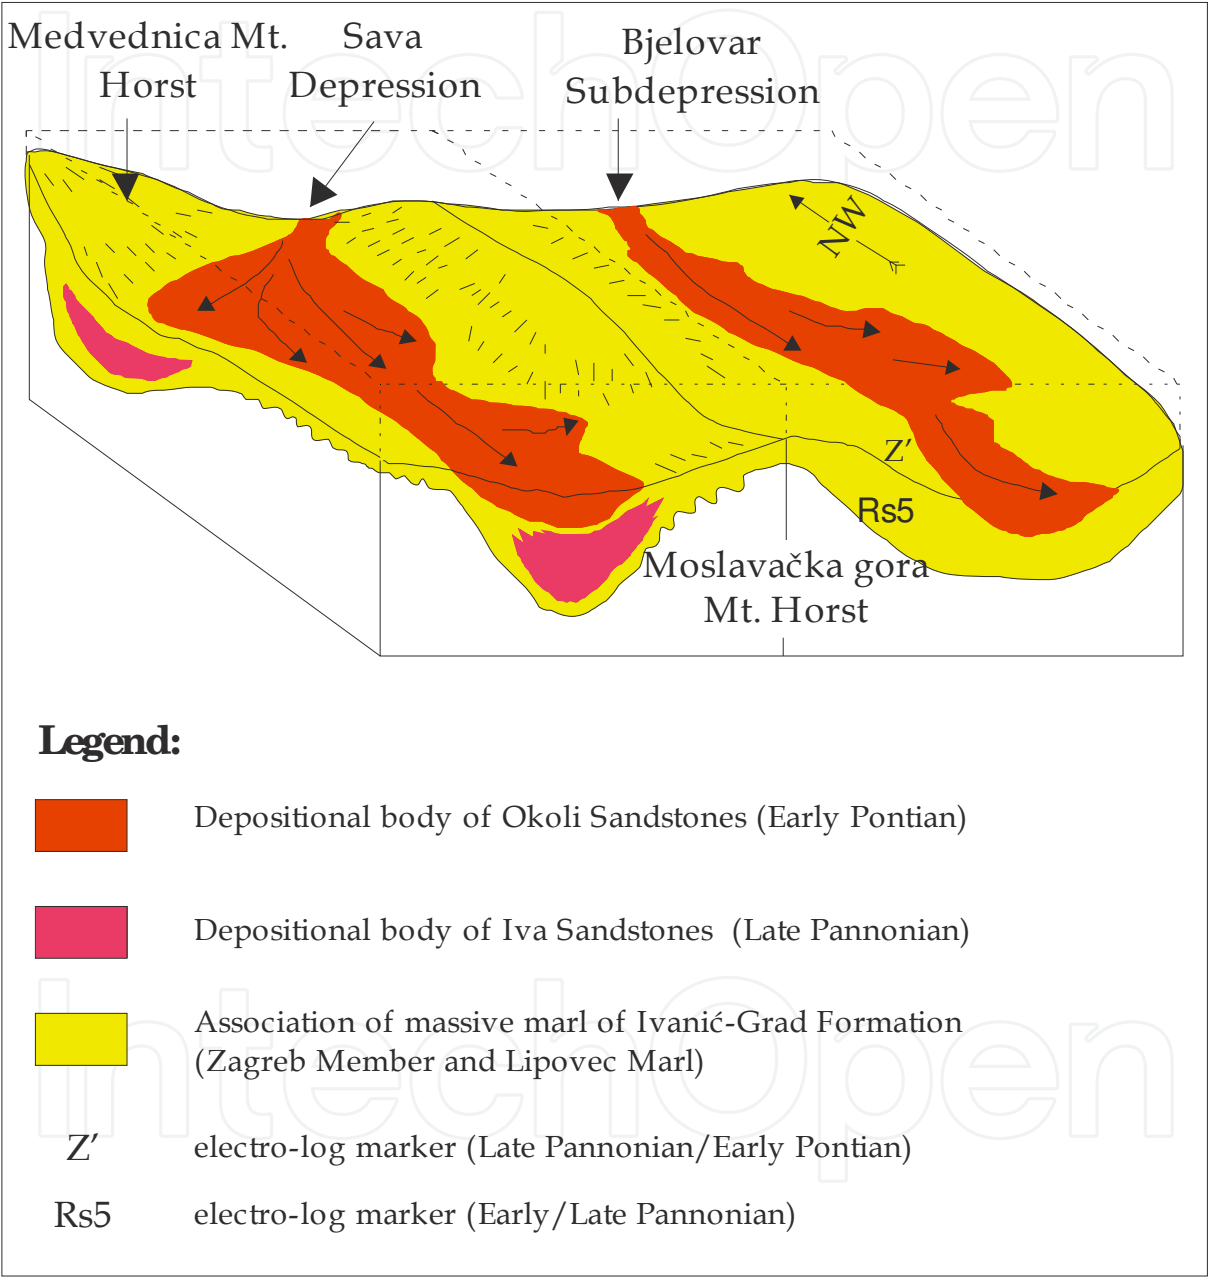 IntechOpen
Medvednica Mt.
Horst
Sava
Depression
Bjelovar
Subdepression
NW
Z′
Rs5
Moslavačka gora
Mt. Horst
Legend:
Depositional body of Okoli Sandstones (Early Pontian)
Depositional body of Iva Sandstones (Late Pannonian)
Association of massive marl of Ivanić-Grad Formation
(Zagreb Member and Lipovec Marl)
IntechOpen
Z′ electro-log marker (Late Pannonian/Early Pontian)
Rs5 electro-log marker (Early/Late Pannonian)